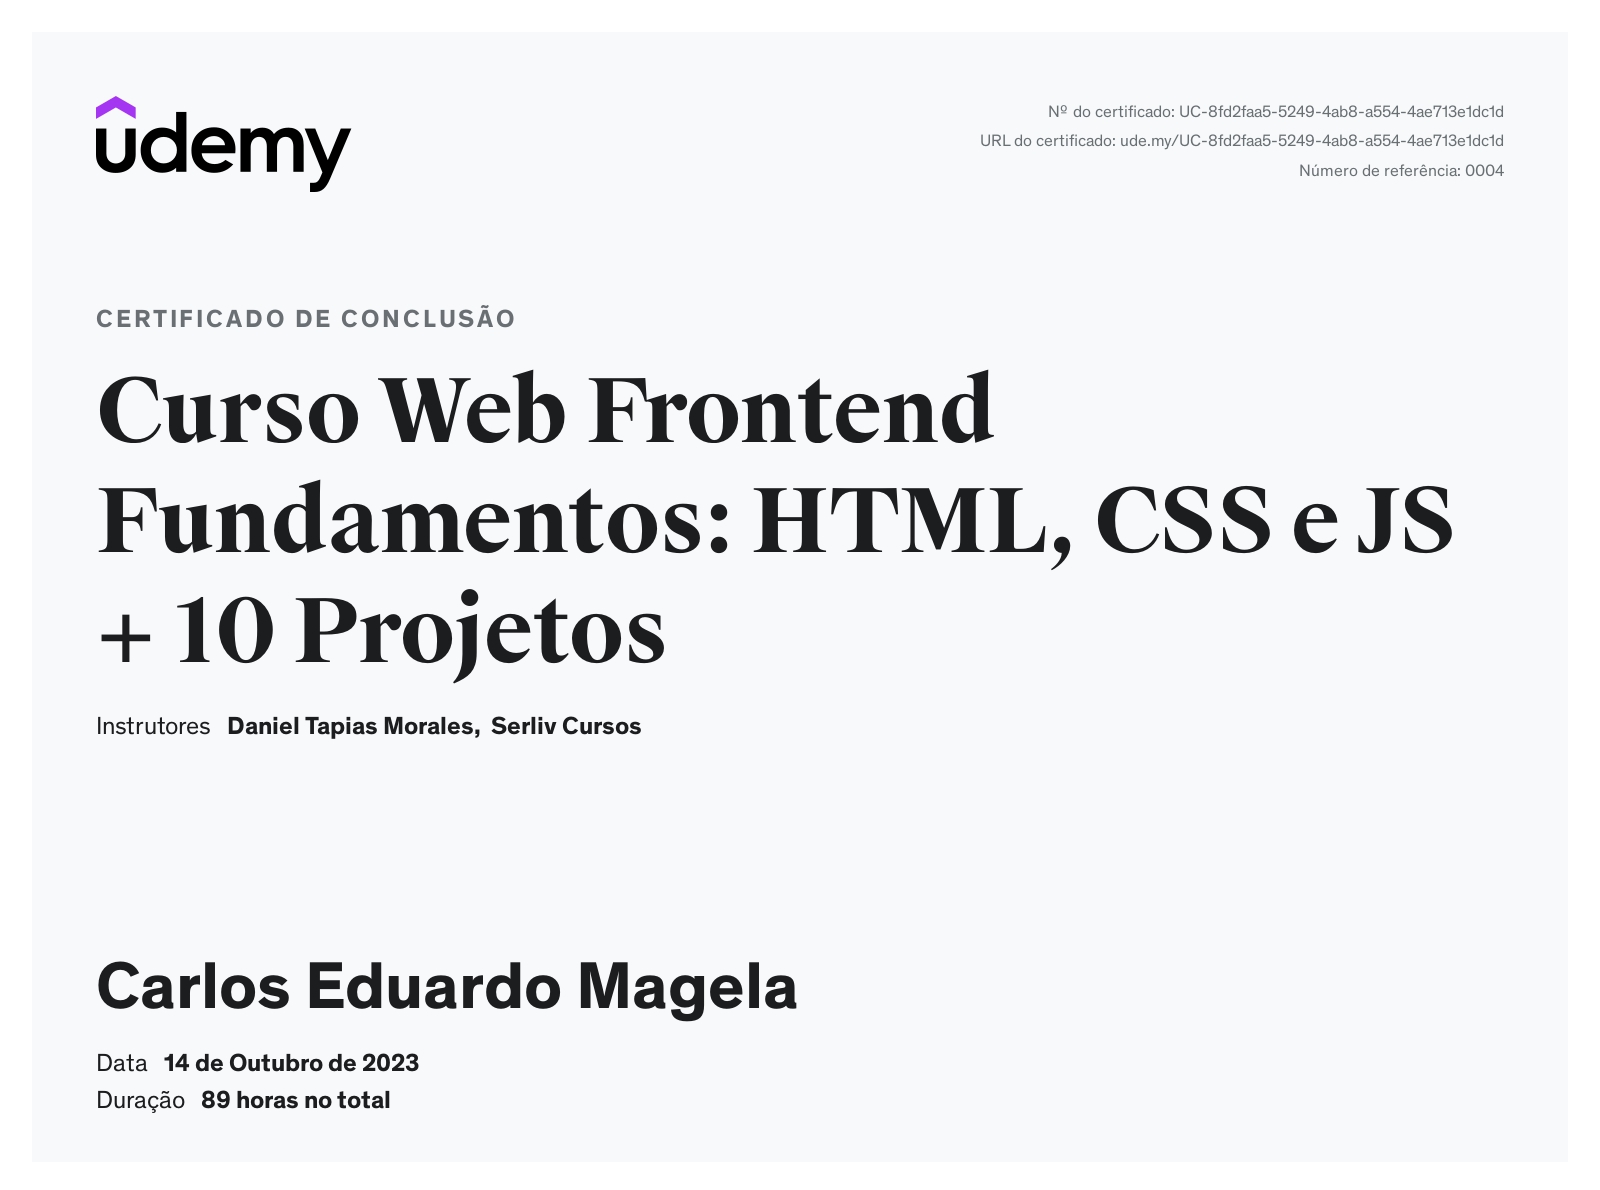 udemy
Nº do certificado: UC-8fd2faa5-5249-4ab8-a554-4ae713e1dc1d
URL do certificado: ude.my/UC-8fd2faa5-5249-4ab8-a554-4ae713e1dc1d
Número de referência: 0004
CERTIFICADO DE CONCLUSÃO
Curso Web Frontend
Fundamentos: HTML, CSS e JS
+ 10 Projetos
Instrutores Daniel Tapias Morales, Serliv Cursos
Carlos Eduardo Magela
Data 14 de Outubro de 2023
Duração 89 horas no total